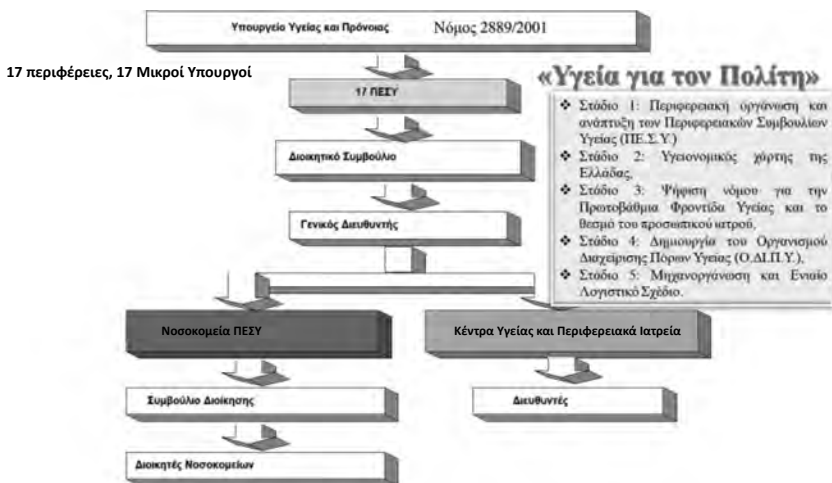 Υπουργείο Υγείας και Πρόνοιας Νόμος 2889/2001
17 περιφέρειες, 17 Μικροί Υπουργοί
17 ΠΕΣΥ
Διοικητικό Συμβούλιο
Γενικός Διευθυντής
«Υγεία για τον Πολίτη»
❖ Στάδιο 1: Περιφερειακή οργάνωση και
ανάπτυξη των Περιφερειακών Συμβουλίων
Υγείας (ΠΕ.Σ.Υ.)
❖ Στάδιο 2: Υγειονομικός χάρτης της
Ελλάδας,
❖ Στάδιο 3: Ψήφιση νόμου για την
Πρωτοβάθμια Φροντίδα Υγείας και το
θεσμό του προσωπικού ιατρού,
❖ Στάδιο 4: Δημιουργία του Οργανισμού
Διαχείρισης Πόρων Υγείας (Ο.ΔΙ.Π.Υ.),
❖ Στάδιο 5: Μηχανοργάνωση και Ενιαίο
Λογιστικό Σχέδιο.
Νοσοκομεία ΠΕΣΥ
Κέντρα Υγείας και Περιφερειακά Ιατρεία
Συμβούλιο Διοίκησης
Διευθυντές
Διοικητές Νοσοκομείων